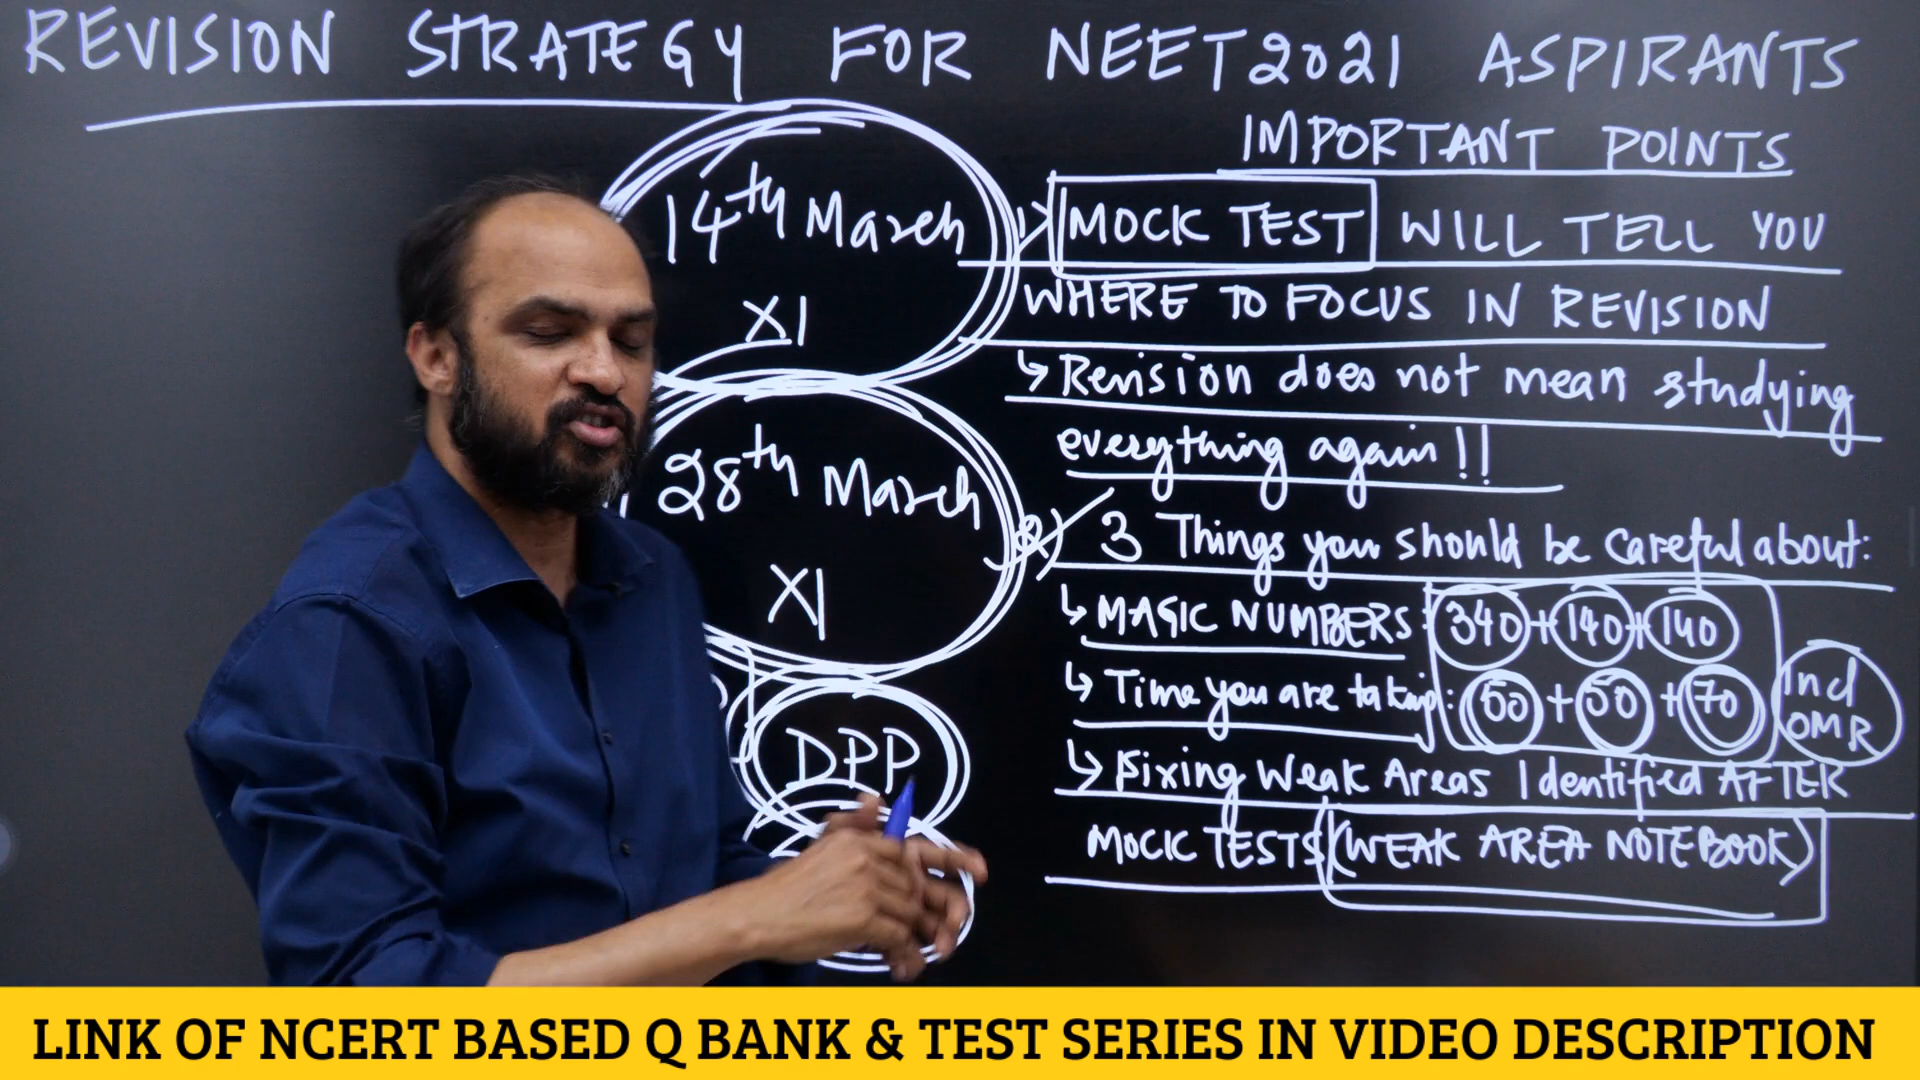 REVISION STRATEGY FOR NEET 2021 ASPIRANTS
14th March
XI
28th March
XI
DPP
IMPORTANT POINTS
1) MOCK TEST WILL TELL YOU
WHERE TO FOCUS IN REVISION
↳ Revision does not mean studying
everything again!!
2) 3 Things you should be careful about:
↳ MAGIC NUMBERS: 340+140+140
↳ Time you are taking: 50 + 50 + 70
Incl
OMR
↳ Fixing Weak Areas Identified AFTER
MOCK TESTS (WEAK AREA NOTEBOOK)
LINK OF NCERT BASED Q BANK & TEST SERIES IN VIDEO DESCRIPTION